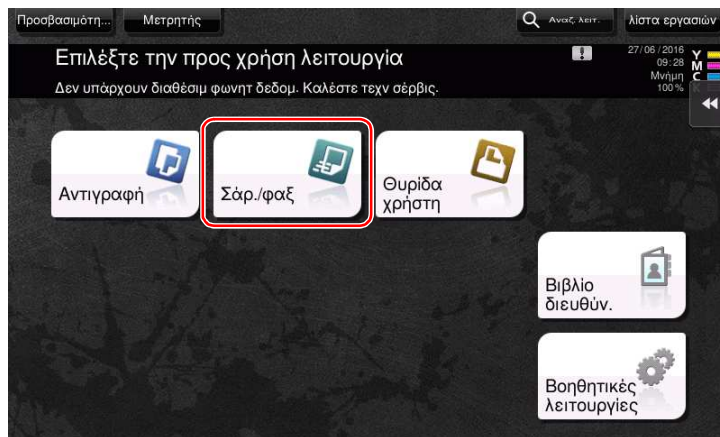 Προσβασιμότη...
Μετρητής
Αναζ. λειτ.
λίστα εργασιών
Επιλέξτε την προς χρήση λειτουργία
Δεν υπάρχουν διαθέσιμ φωνητ δεδομ. Καλέστε τεχν σέρβις.
27/06/2016
09:28
Μνήμη
100%
Y
M
C
K
Αντιγραφή
Σάρ./φαξ
Θυρίδα
χρήστη
Βιβλίο
διευθύν.
Βοηθητικές
λειτουργίες